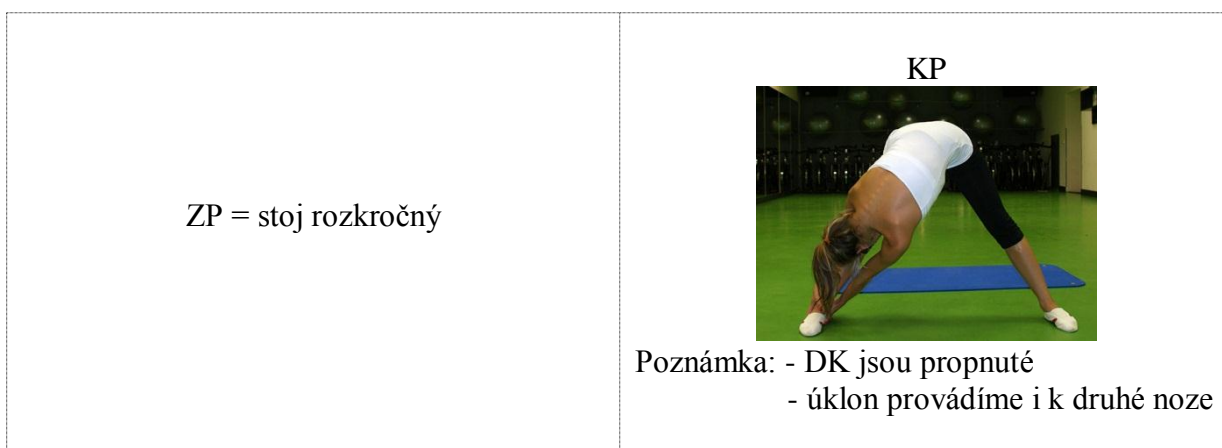 ZP = stoj rozkročný
KP
Poznámka: - DK jsou propnuté
- úklon provádíme i k druhé noze